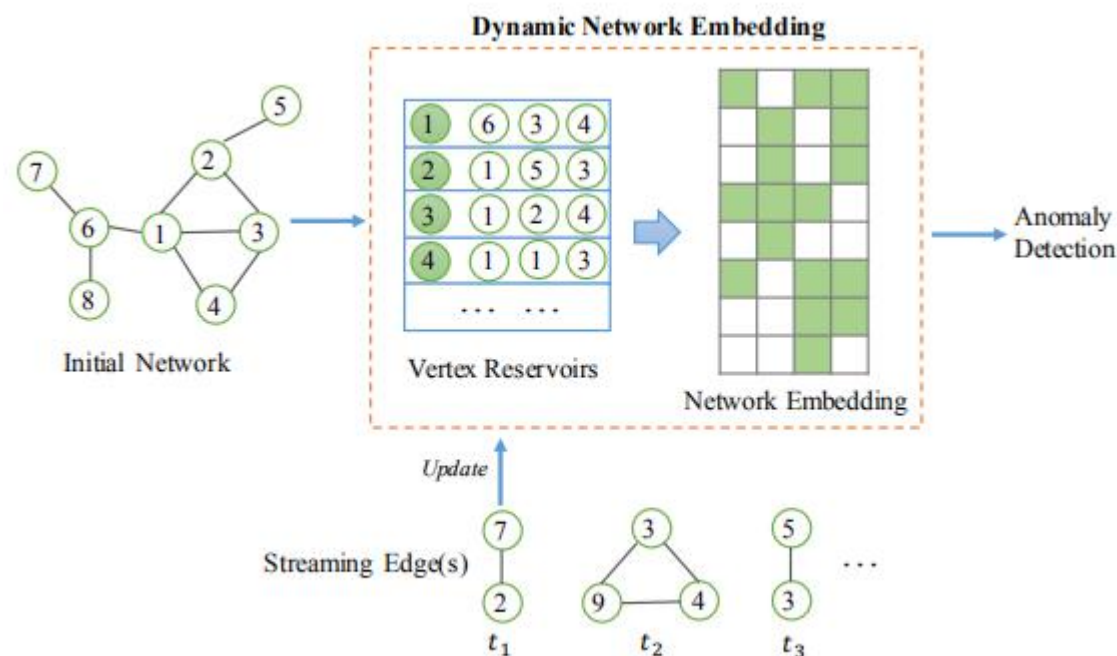 Dynamic Network Embedding
5
2
7
6
1
3
8
4
Initial Network
1 6 3 4
2 1 5 3
3 1 2 4
4 1 1 3
... ...
Vertex Reservoirs
Network Embedding
Anomaly
Detection
Update
Streaming Edge(s)
7
2
t₁
3
9 4
t₂
5
3
t₃
...